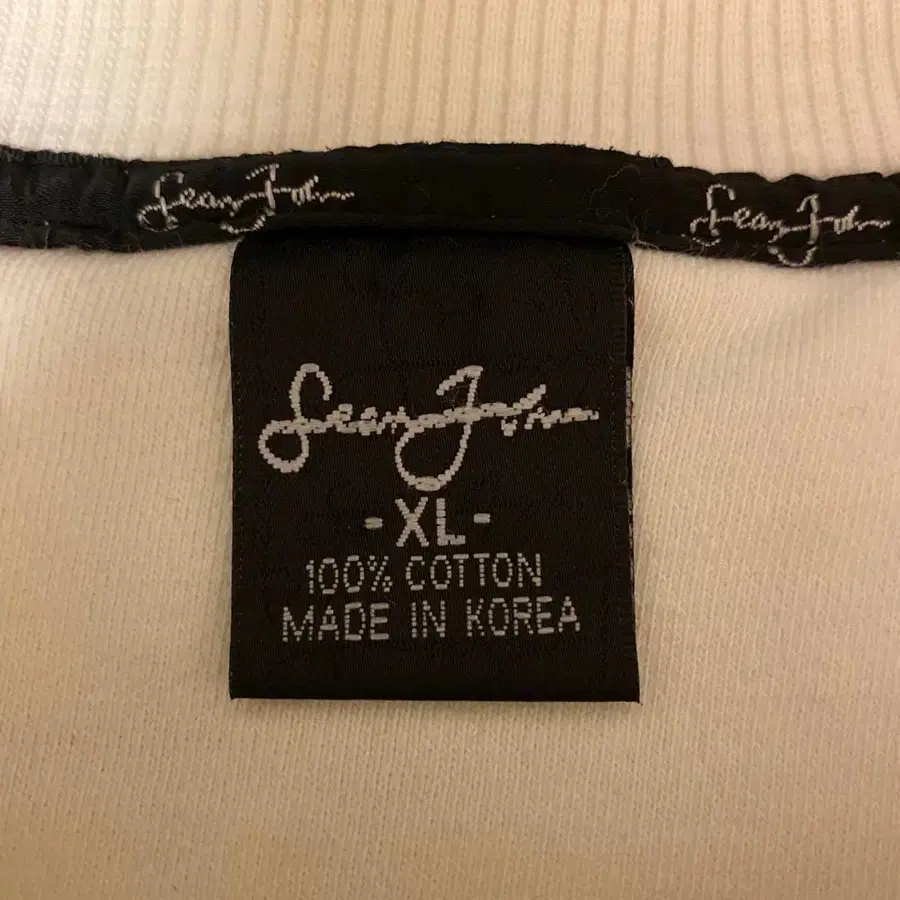 Sean John
Sean John
Sean John
- XL -
100% COTTON
MADE IN KOREA